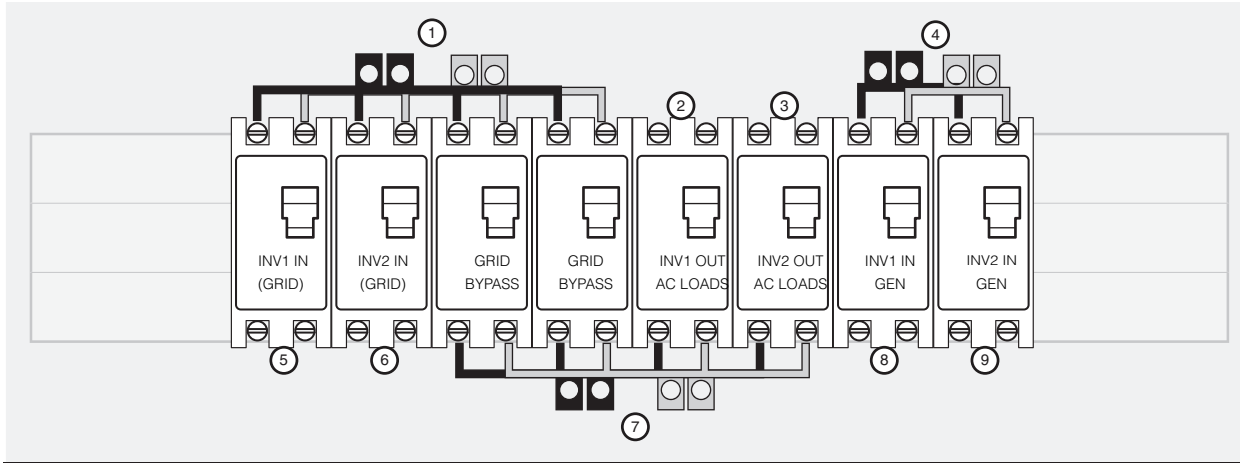 1
4
2
3
INV1 IN
(GRID)
INV2 IN
(GRID)
GRID
BYPASS
GRID
BYPASS
INV1 OUT
AC LOADS
INV2 OUT
AC LOADS
INV1 IN
GEN
INV2 IN
GEN
5
6
8
9
7